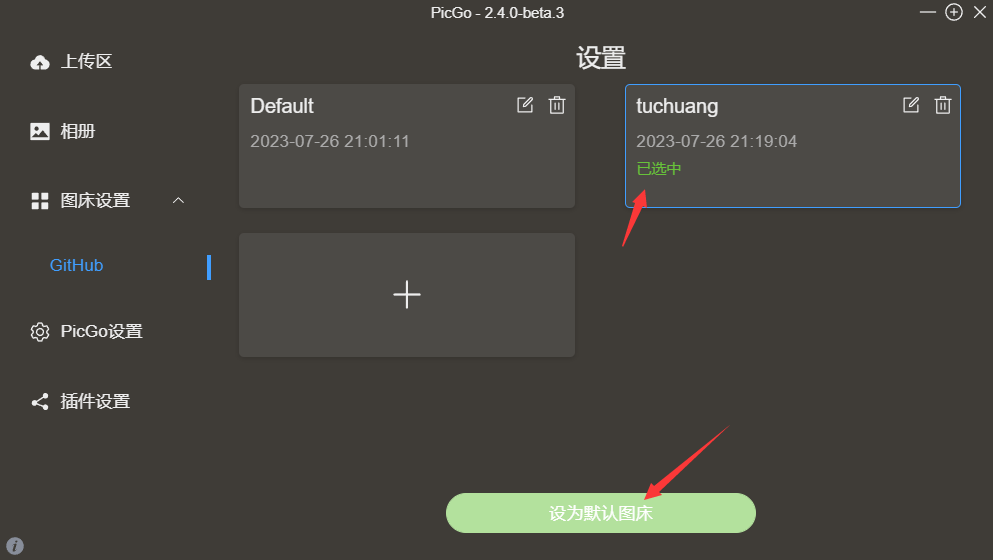 PicGo - 2.4.0-beta.3
上传区
相册
图床设置
GitHub
PicGo设置
插件设置
设置
Default
2023-07-26 21:01:11
tuchuang
2023-07-26 21:19:04
已选中
设为默认图床